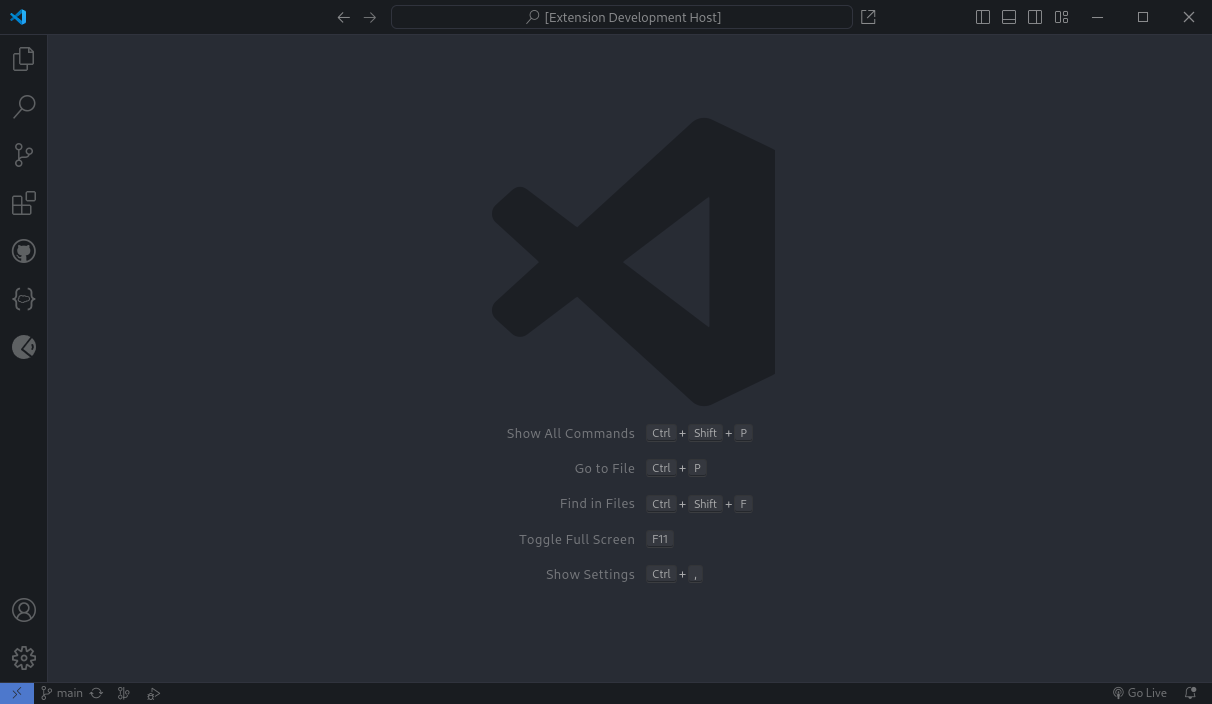 [Extension Development Host]
Show All Commands Ctrl + Shift + P
Go to File Ctrl + P
Find in Files Ctrl + Shift + F
Toggle Full Screen F11
Show Settings Ctrl + ,
main
Go Live